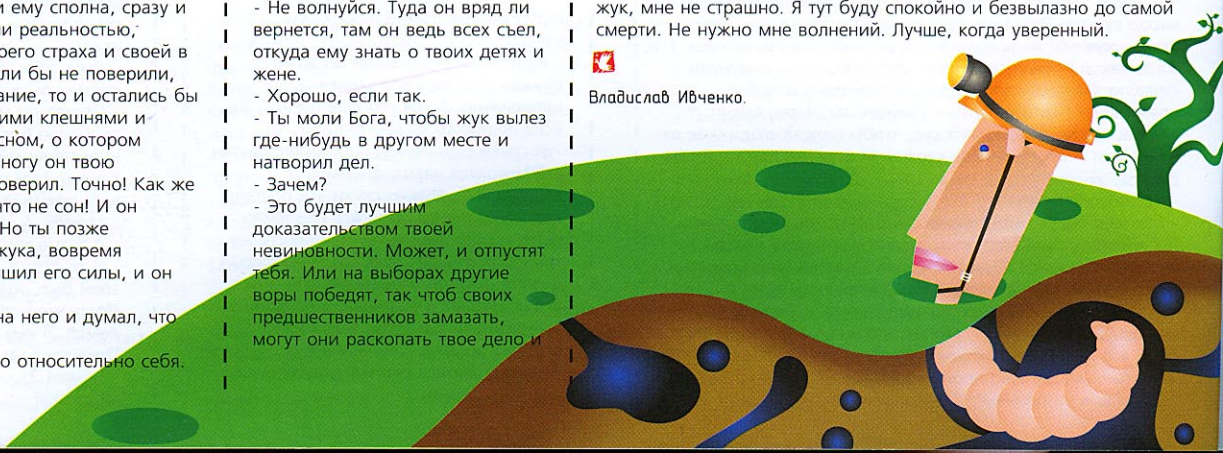 и ему сполна, сразу и
и реальностью,
оего страха и своей в
ли бы не поверили,
ание, то и остались бы
ими клешнями и
сном, о котором
ногу он твою
оверил. Точно! Как же
то не сон! И он
Но ты позже
жука, вовремя
шил его силы, и он
на него и думал, что
о относительно себя.
- Не волнуйся. Туда он вряд ли
вернется, там он ведь всех съел,
откуда ему знать о твоих детях и
жене.
- Хорошо, если так.
- Ты моли Бога, чтобы жук вылез
где-нибудь в другом месте и
натворил дел.
- Зачем?
- Это будет лучшим
доказательством твоей
невиновности. Может, и отпустят
тебя. Или на выборах другие
воры победят, так чтоб своих
предшественников замазать,
могут они раскопать твое дело и
жук, мне не страшно. Я тут буду спокойно и безвылазно до самой
смерти. Не нужно мне волнений. Лучше, когда уверенный.
Владислав Ивченко.